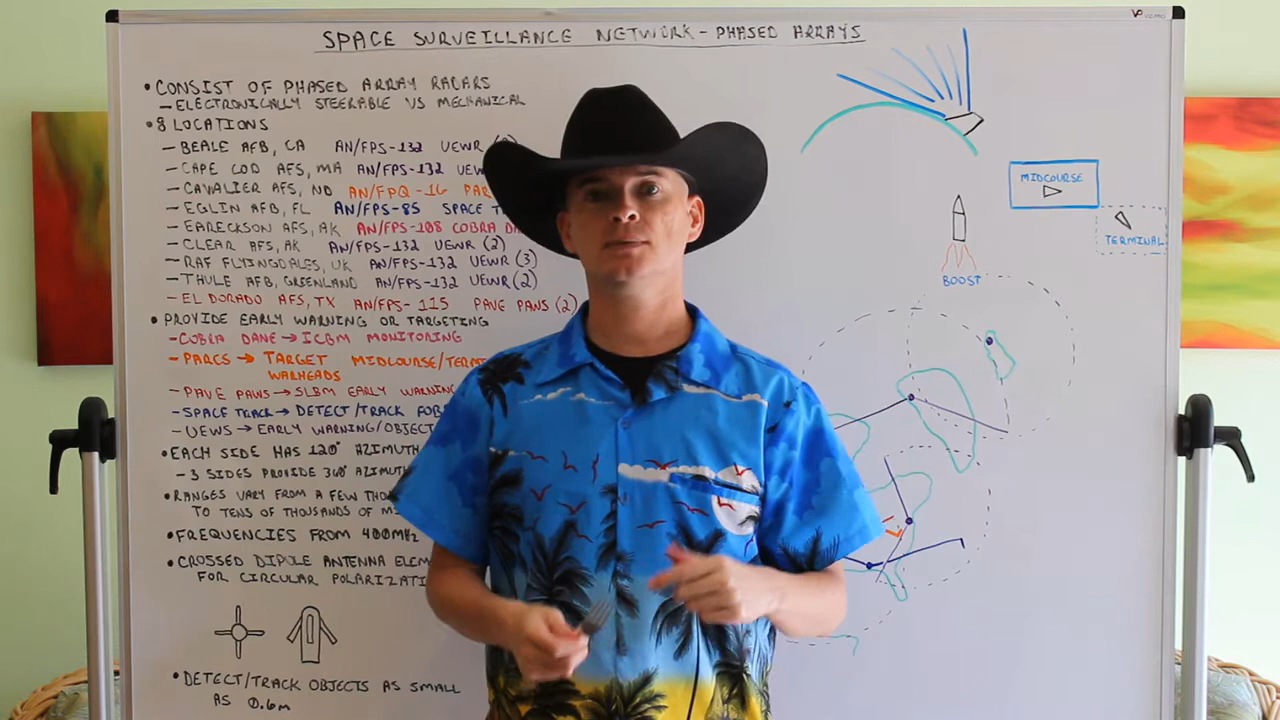 SPACE SURVEILLANCE NETWORK - PHASED ARRAYS
• CONSIST OF PHASED ARRAY RADARS
- ELECTRONICALLY STEERABLE VS MECHANICAL
• 8 LOCATIONS
- BEALE AFB, CA AN/FPS-132 UEWR
- CAPE COD AFS, MA AN/FPS-132
- CAVALIER AFS, ND AN/FPQ-16
- EGLIN AFB, FL AN/FPS-85 SPACE
- EARECKSON AFS, AK AN/FPS-108 COBRA
- CLEAR AFS, AK AN/FPS-132 UEWR (2)
- RAF FLYINGDALES, UK AN/FPS-132 UEWR (3)
- THULE AFB, GREENLAND AN/FPS-132 UEWR (2)
- EL DORADO AFS, TX AN/FPS-115 PAVE PAWS (2)
• PROVIDE EARLY WARNING OR TARGETING
- COBRA DANE → ICBM MONITORING
- PARCS → TARGET MIDCOURSE/
WARHEADS
- PAVE PAWS → SLBM EARLY WARNING
- SPACE TRACK → DETECT/TRACK
- UEWS → EARLY WARNING/OBJECT
• EACH SIDE HAS 120° AZIMUTH
- 3 SIDES PROVIDE 360° AZIMUTH
• RANGES VARY FROM A FEW
TO TENS OF THOUSANDS OF
• FREQUENCIES FROM 400MHz
• CROSSED DIPOLE ANTENNA
FOR CIRCULAR
• DETECT/TRACK OBJECTS AS SMALL
AS 0.6m
MIDCOURSE
TERMINAL
BOOST